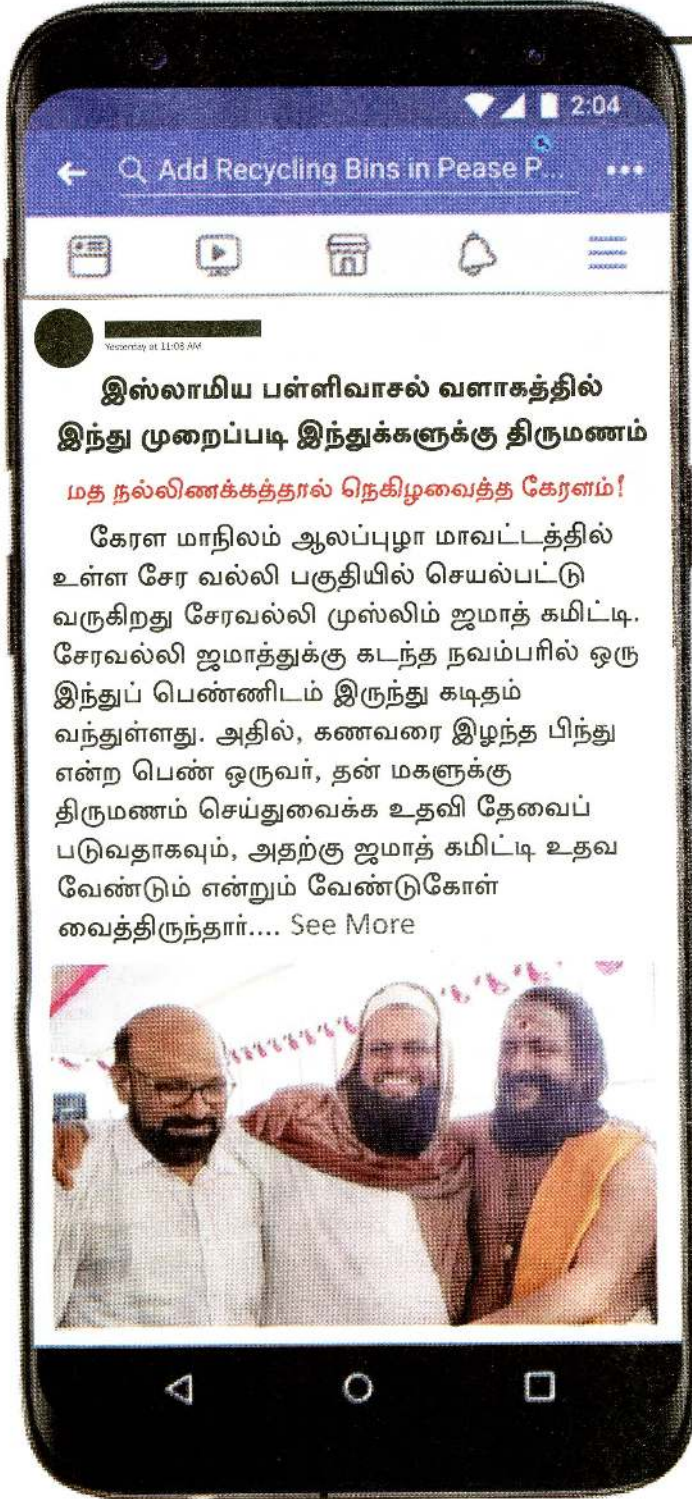 2:04
Add Recycling Bins in Pease P...
Yesterday at 11:08 AM
இஸ்லாமிய பள்ளிவாசல் வளாகத்தில்
இந்து முறைப்படி இந்துக்களுக்கு திருமணம்
மத நல்லிணக்கத்தால் நெகிழவைத்த கேரளம்!
கேரள மாநிலம் ஆலப்புழா மாவட்டத்தில்
உள்ள சேர வல்லி பகுதியில் செயல்பட்டு
வருகிறது சேரவல்லி முஸ்லிம் ஜமாத் கமிட்டி.
சேரவல்லி ஜமாத்துக்கு கடந்த நவம்பரில் ஒரு
இந்துப் பெண்ணிடம் இருந்து கடிதம்
வந்துள்ளது. அதில், கணவரை இழந்த பிந்து
என்ற பெண் ஒருவர், தன் மகளுக்கு
திருமணம் செய்துவைக்க உதவி தேவைப்
படுவதாகவும், அதற்கு ஜமாத் கமிட்டி உதவ
வேண்டும் என்றும் வேண்டுகோள்
வைத்திருந்தார்.... See More